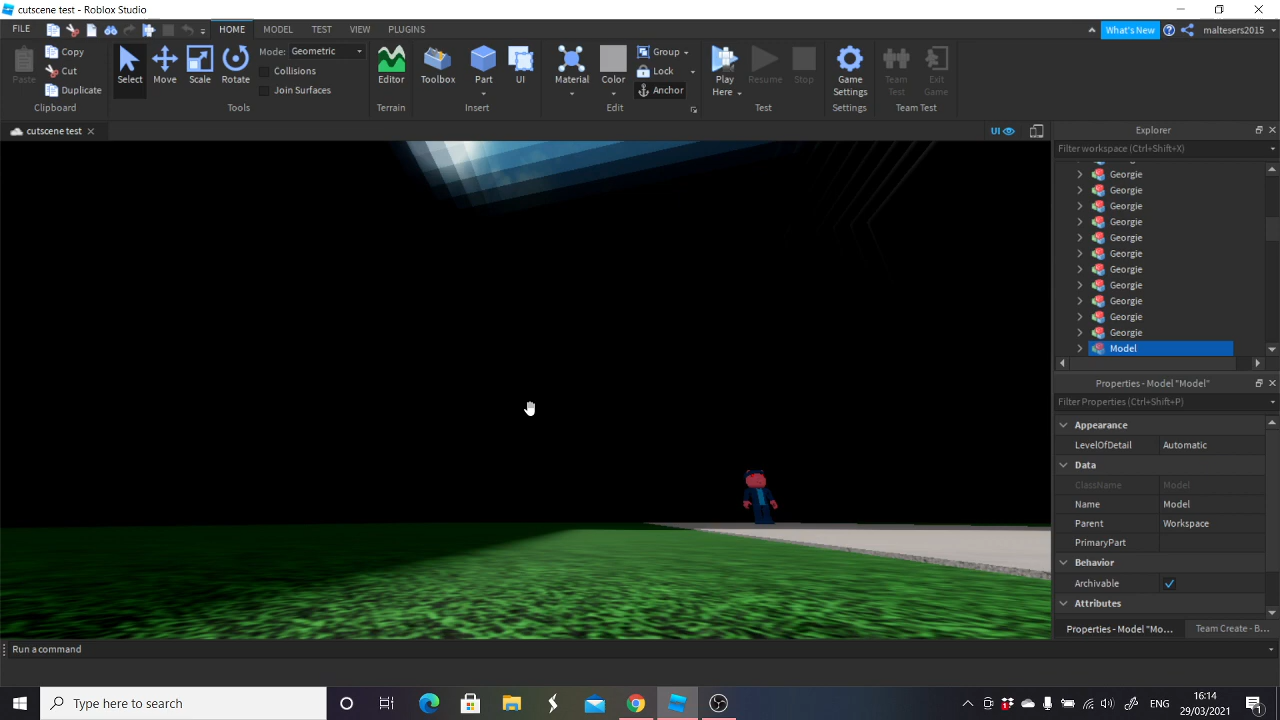 cutscene test - Roblox Studio
FILE HOME MODEL TEST VIEW PLUGINS What's New maltesers2015
Paste Copy Cut Duplicate Clipboard
Select Move Scale Rotate Mode: Geometric Collisions Join Surfaces Tools
Editor Terrain
Toolbox Part UI Insert
Material Color Group Lock Anchor Edit
Play Here Resume Stop Test
Game Settings Settings
Team Test Exit Game Team Test
cutscene test UI
Explorer
Filter workspace (Ctrl+Shift+X)
Georgie
Georgie
Georgie
Georgie
Georgie
Georgie
Georgie
Georgie
Georgie
Georgie
Georgie
Model
Properties - Model "Model"
Filter Properties (Ctrl+Shift+P)
Appearance
LevelOfDetail Automatic
Data
ClassName Model
Name Model
Parent Workspace
PrimaryPart
Behavior
Archivable
Attributes
Properties - Model "Mo... Team Create - B...
Run a command
Type here to search
ENG
16:14
29/03/2021